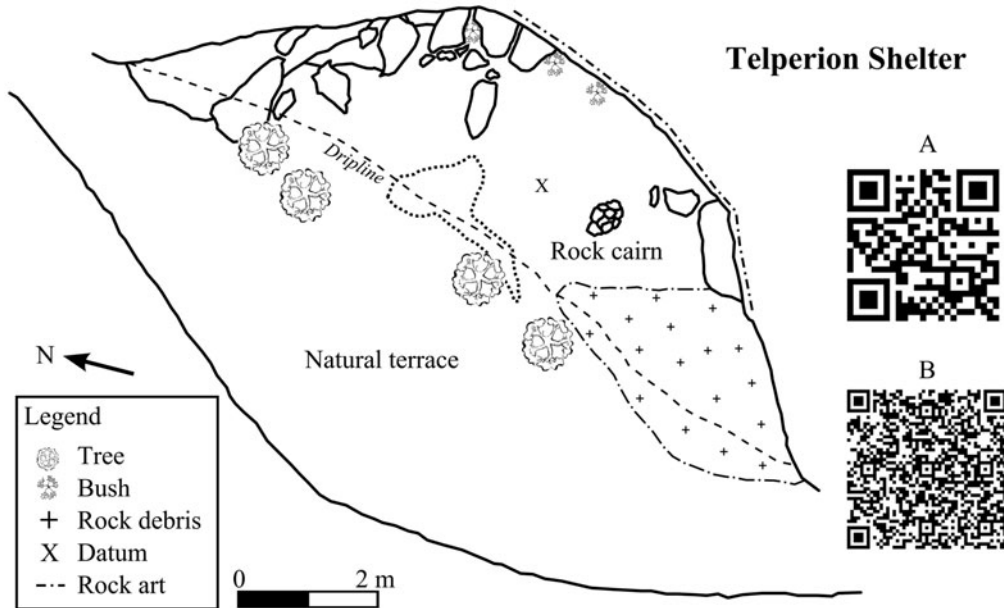 Telperion Shelter
A
Dripline
X
Rock cairn
Natural terrace
N
B
Legend
Tree
Bush
+ Rock debris
X Datum
Rock art
0 2 m